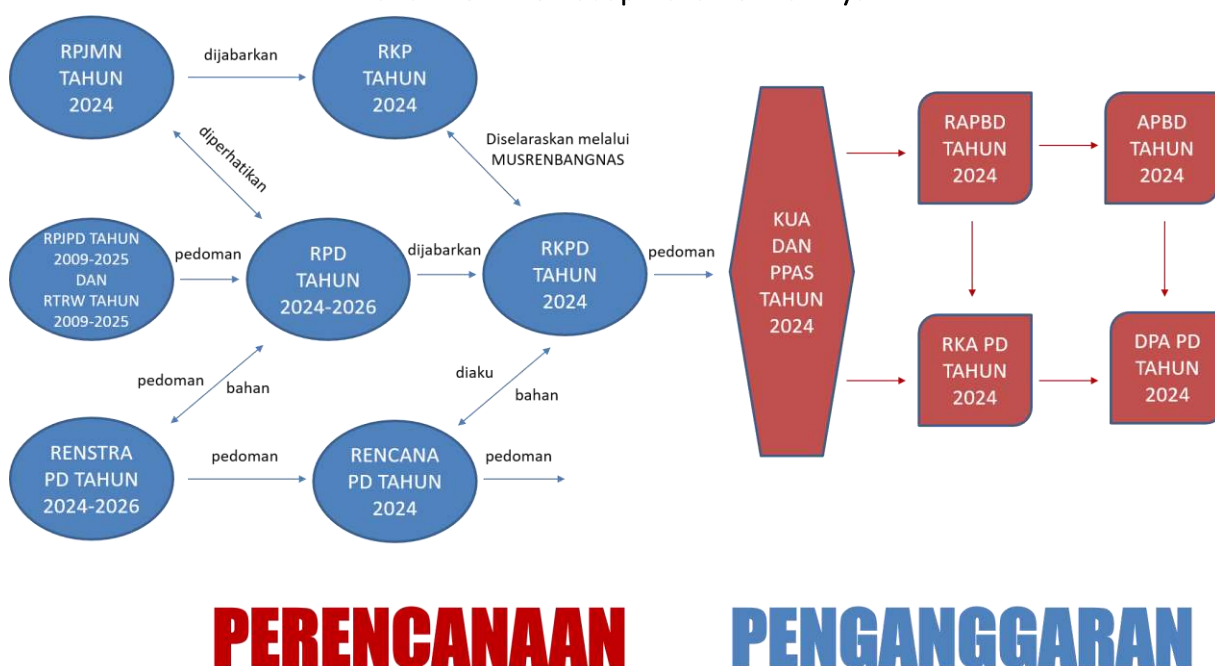 RPJMN
TAHUN
2024
dijabarkan
RKP
TAHUN
2024
diperhatikan
Diselaraskan melalui
MUSRENBANGNAS
RPJPD TAHUN
2009-2025
DAN
RTRW TAHUN
2009-2025
pedoman
RPD
TAHUN
2024-2026
dijabarkan
RKPD
TAHUN
2024
pedoman
pedoman
bahan
diaku
bahan
RENSTRA
PD TAHUN
2024-2026
pedoman
RENCANA
PD TAHUN
2024
pedoman
KUA
DAN
PPAS
TAHUN
2024
RAPBD
TAHUN
2024
APBD
TAHUN
2024
RKA PD
TAHUN
2024
DPA PD
TAHUN
2024
PERENCANAAN
PENGANGGARAN